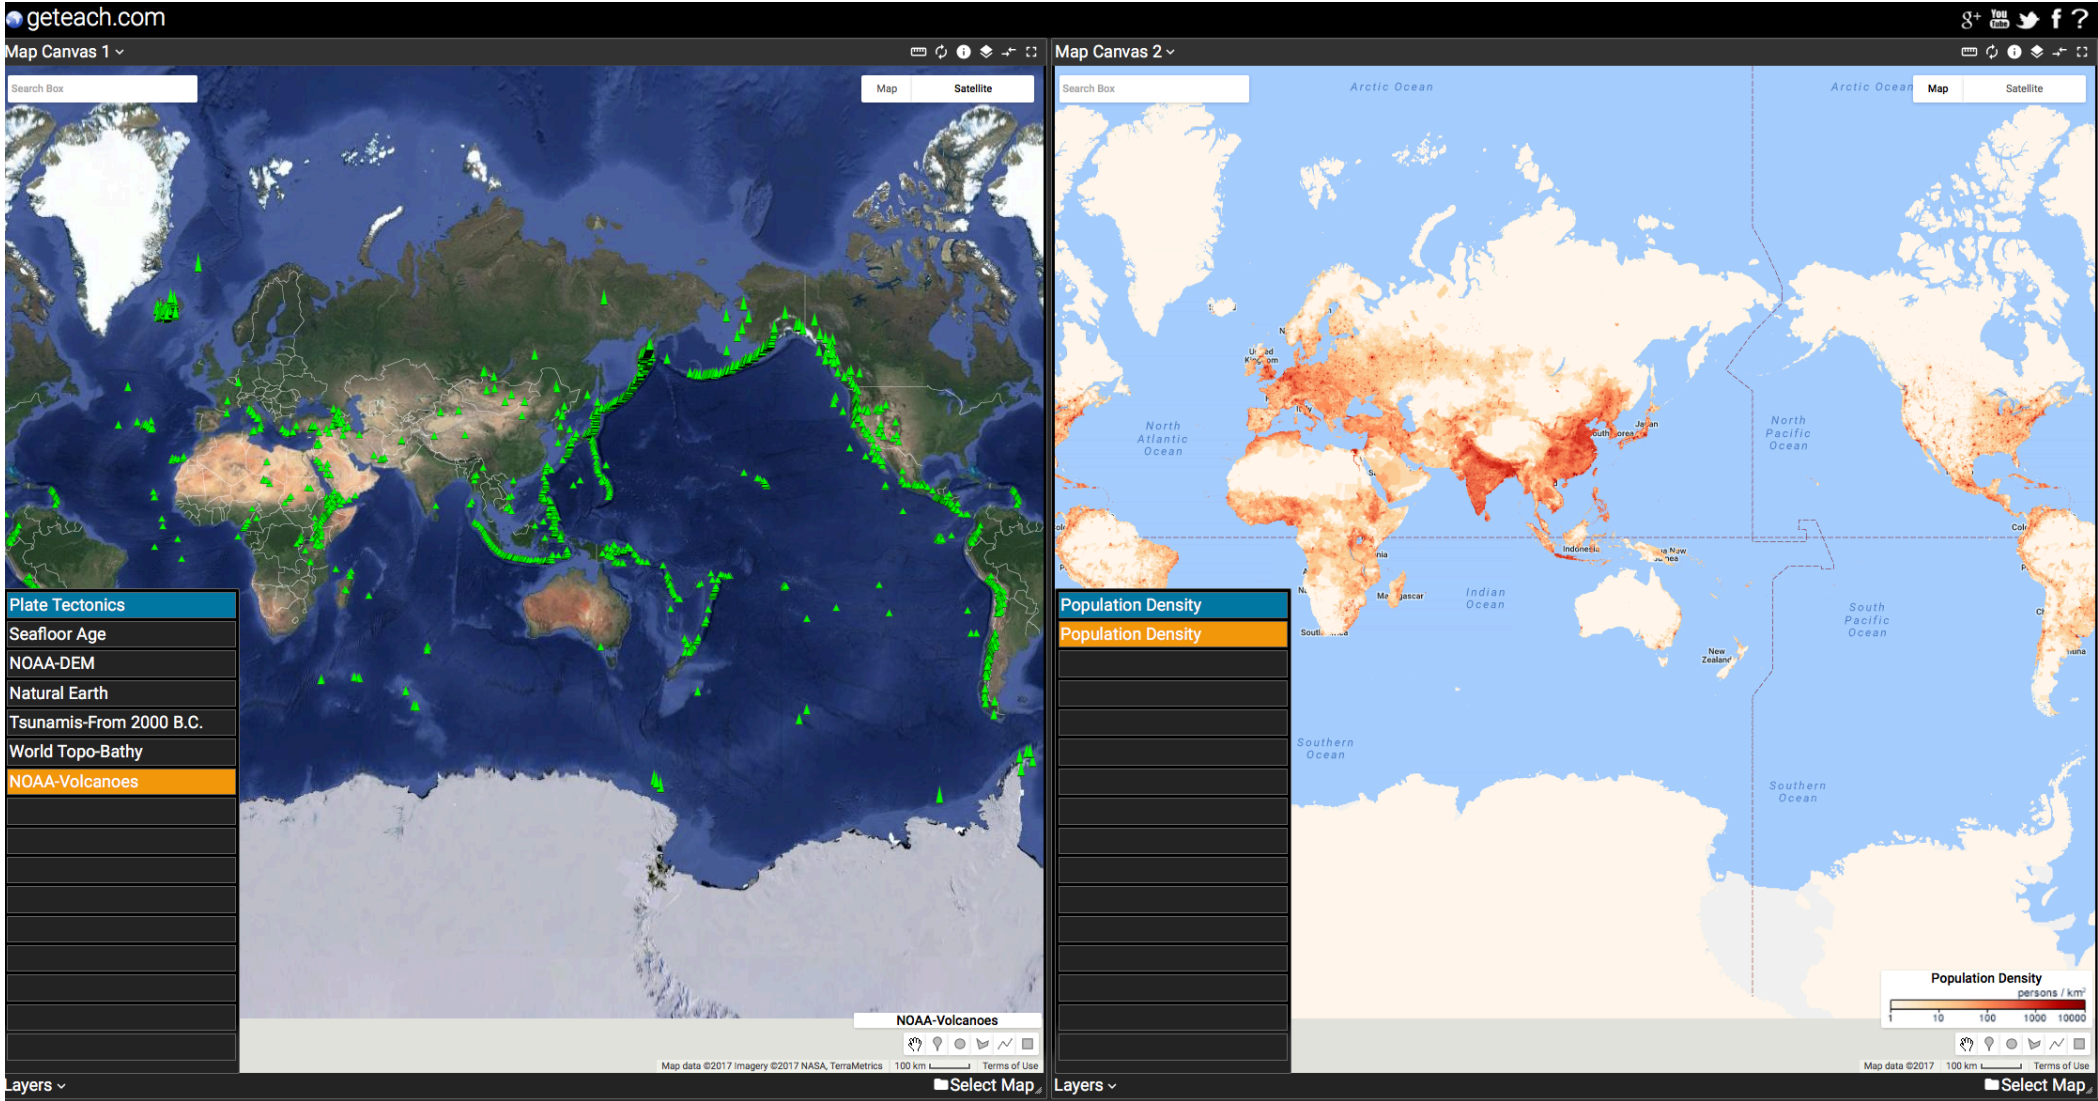 geteach.com
g+ You Tube f ?
Map Canvas 1
Search Box
Map Satellite
Plate Tectonics
Seafloor Age
NOAA-DEM
Natural Earth
Tsunamis-From 2000 B.C.
World Topo-Bathy
NOAA-Volcanoes
NOAA-Volcanoes
Map data ©2017 Imagery ©2017 NASA, TerraMetrics 100 km Terms of Use
Layers
Select Map
Map Canvas 2
Search Box
Map Satellite
Arctic Ocean
Arctic Ocean
North
Atlantic
Ocean
North
Pacific
Ocean
Indonesia
Indian
Ocean
South
Pacific
Ocean
New
Zealand
Southern
Ocean
Southern
Ocean
Population Density
Population Density
Population Density
persons / km²
1 10 100 1000 10000
Map data ©2017 100 km Terms of Use
Layers
Select Map